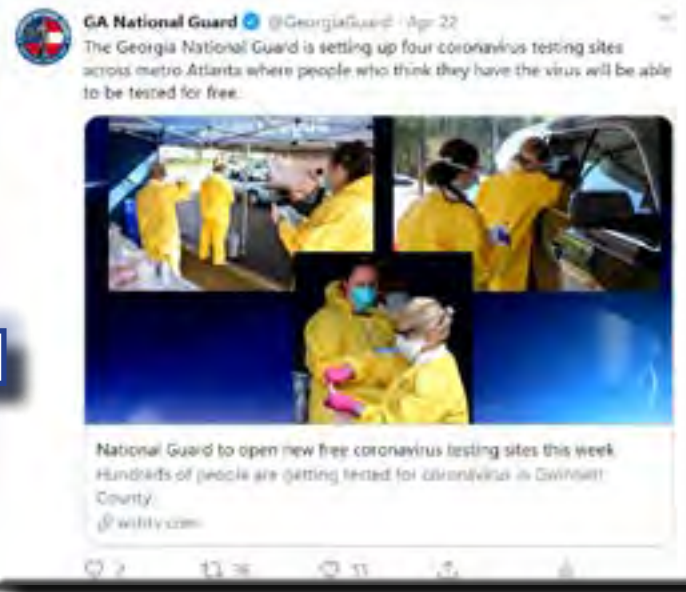 GA National Guard @GeorgiaGuard · Apr 22
The Georgia National Guard is setting up four coronavirus testing sites
across metro Atlanta where people who think they have the virus will be able
to be tested for free.
National Guard to open new free coronavirus testing sites this week
Hundreds of people are getting tested for coronavirus in Gwinnett
County.
wsbtv.com
2